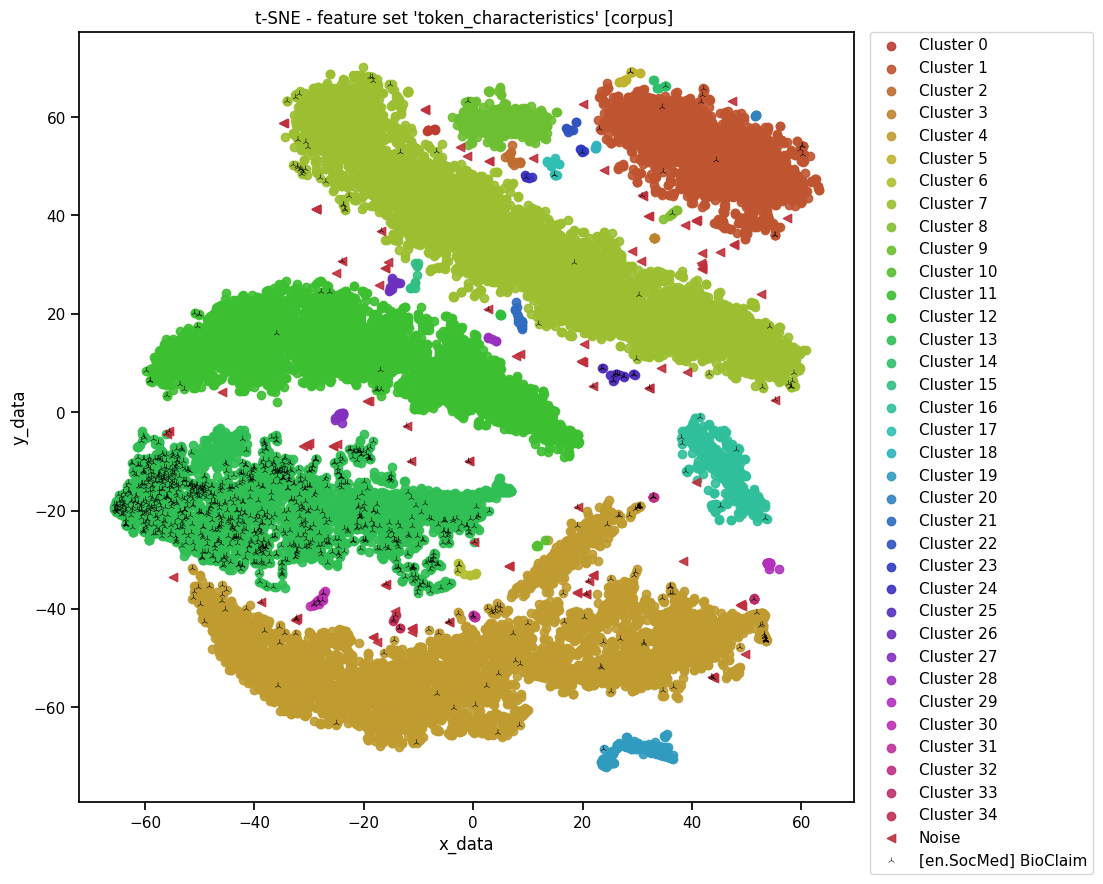 t-SNE - feature set 'token_characteristics' [corpus]
y_data
60
40
20
0
−20
−40
−60
−60
−40
−20
0
20
40
60
x_data
Cluster 0
Cluster 1
Cluster 2
Cluster 3
Cluster 4
Cluster 5
Cluster 6
Cluster 7
Cluster 8
Cluster 9
Cluster 10
Cluster 11
Cluster 12
Cluster 13
Cluster 14
Cluster 15
Cluster 16
Cluster 17
Cluster 18
Cluster 19
Cluster 20
Cluster 21
Cluster 22
Cluster 23
Cluster 24
Cluster 25
Cluster 26
Cluster 27
Cluster 28
Cluster 29
Cluster 30
Cluster 31
Cluster 32
Cluster 33
Cluster 34
Noise
[en.SocMed] BioClaim